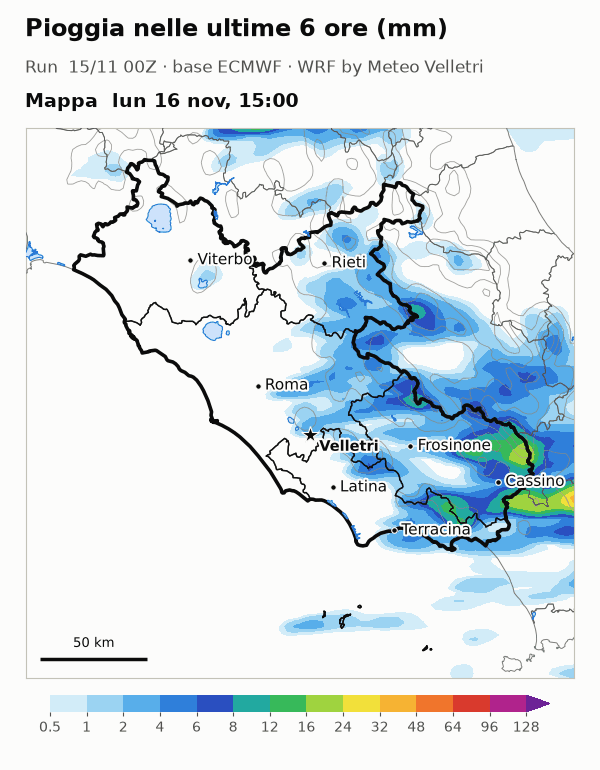 Pioggia nelle ultime 6 ore (mm)
Run  15/11 00Z · base ECMWF · WRF by Meteo Velletri
Mappa  lun 16 nov, 15:00
Viterbo
Rieti
Roma
Velletri
Frosinone
Cassino
Latina
Terracina
50 km
0.5 1 2 4 6 8 12 16 24 32 48 64 96 128